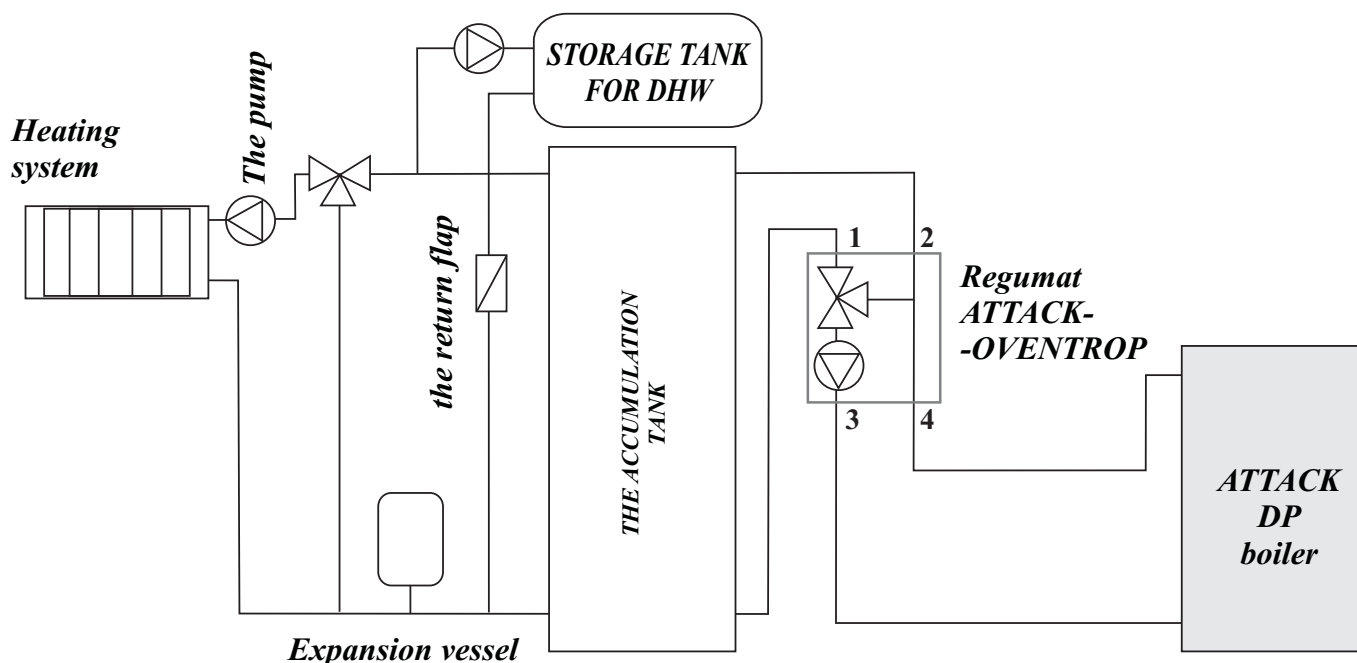 STORAGE TANK
FOR DHW
Heating
system
The pump
the return flap
THE ACCUMULATION
TANK
1
2
Regumat
ATTACK-
-OVENTROP
3
4
ATTACK
DP
boiler
Expansion vessel